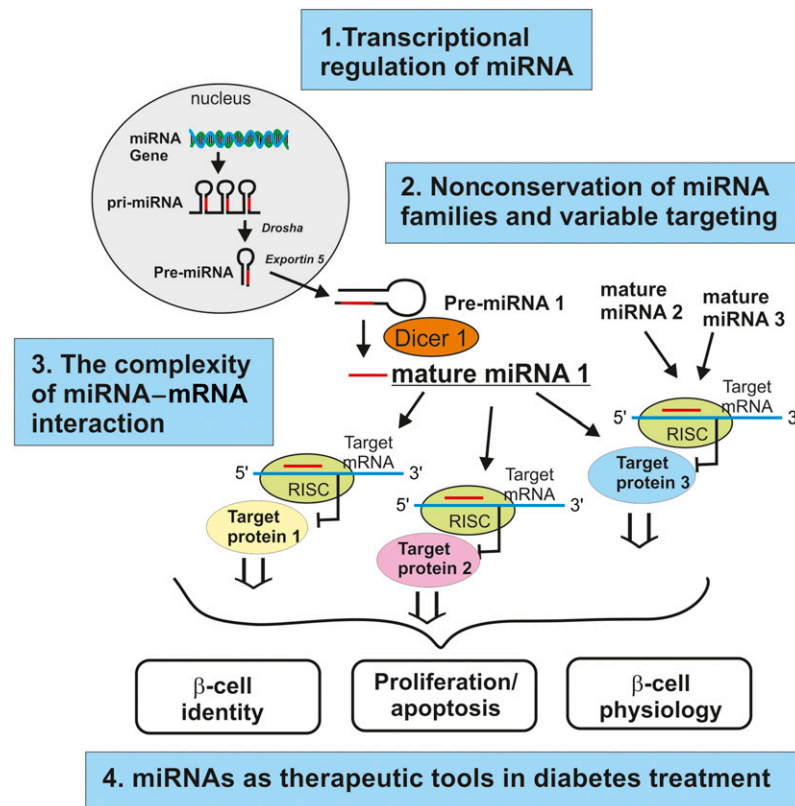 1.Transcriptional
regulation of miRNA
nucleus
miRNA
Gene
pri-miRNA
Drosha
Pre-miRNA
Exportin 5
2. Nonconservation of miRNA
families and variable targeting
Pre-miRNA 1
Dicer 1
mature miRNA 1
mature
miRNA 2
mature
miRNA 3
3. The complexity
of miRNA–mRNA
interaction
Target
mRNA
5'
3'
RISC
Target
protein 1
Target
mRNA
5'
3'
RISC
Target
protein 2
Target
mRNA
5'
3'
RISC
Target
protein 3
β-cell
identity
Proliferation/
apoptosis
β-cell
physiology
4. miRNAs as therapeutic tools in diabetes treatment